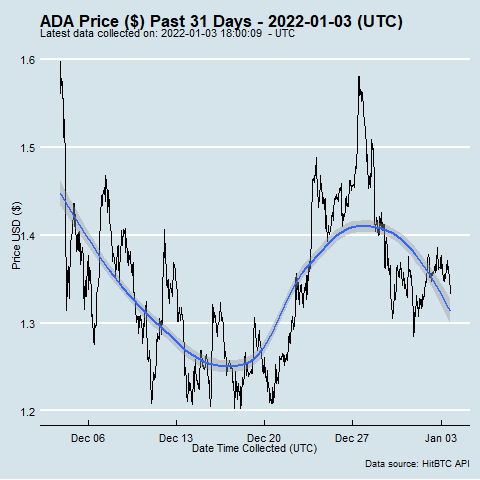 ADA Price ($) Past 31 Days - 2022-01-03 (UTC)
Latest data collected on: 2022-01-03 18:00:09 - UTC
1.6
1.5
1.4
1.3
1.2
Price USD ($)
Dec 06 Dec 13 Dec 20 Dec 27 Jan 03
Date Time Collected (UTC)
Data source: HitBTC API